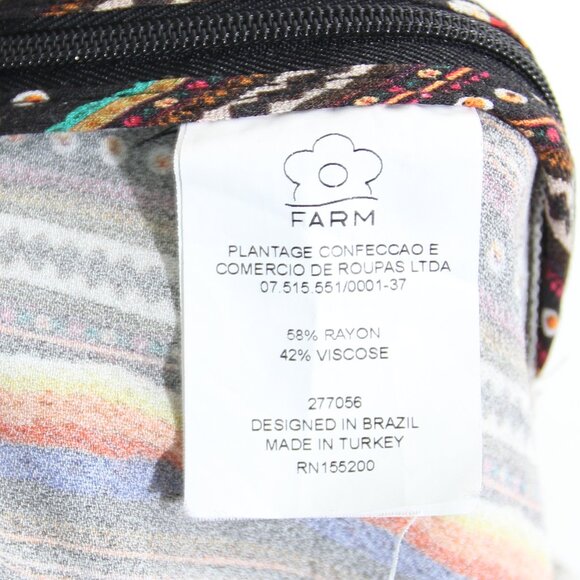 FARM
PLANTAGE CONFECCAO E
COMERCIO DE ROUPAS LTDA
07.515.551/0001-37
58% RAYON
42% VISCOSE
277056
DESIGNED IN BRAZIL
MADE IN TURKEY
RN155200